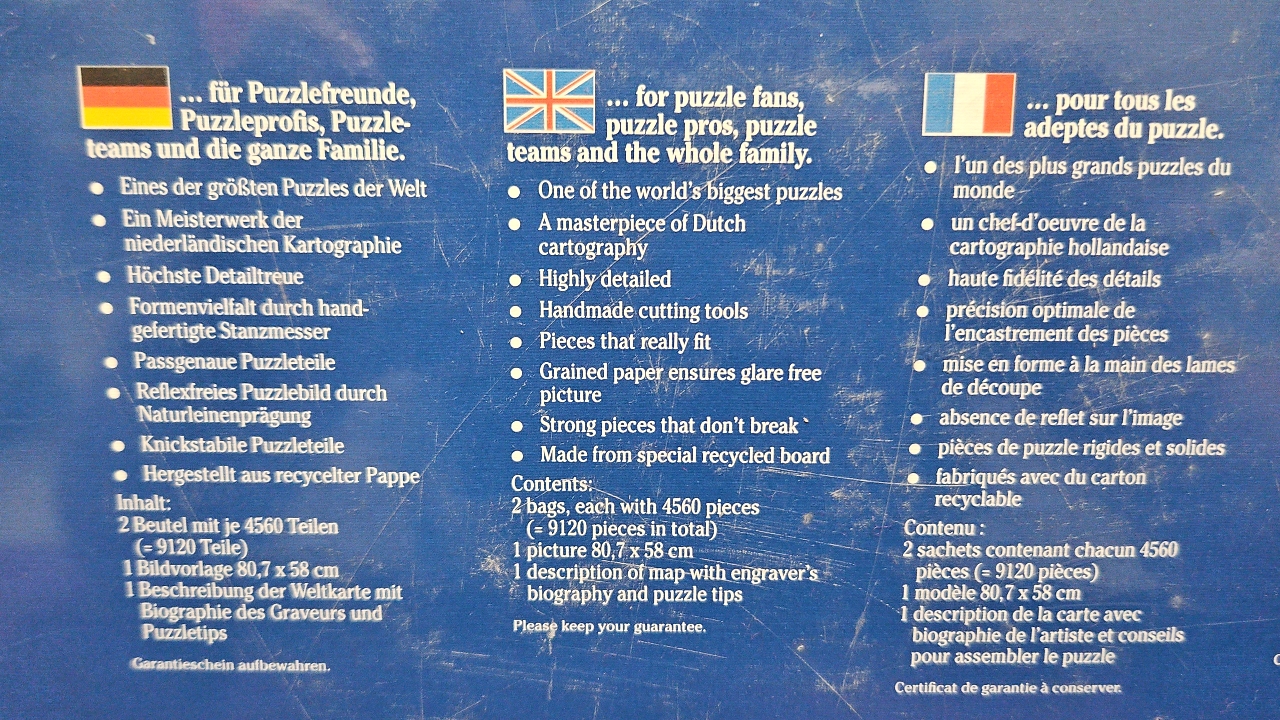 ... für Puzzlefreunde,
Puzzleprofis, Puzzle-
teams und die ganze Familie.
Eines der größten Puzzles der Welt
Ein Meisterwerk der
niederländischen Kartographie
Höchste Detailtreue
Formenvielfalt durch hand-
gefertigte Stanzmesser
Passgenaue Puzzleteile
Reflexfreies Puzzlebild durch
Naturleinenprägung
Knickstabile Puzzleteile
Hergestellt aus recycelter Pappe
Inhalt:
2 Beutel mit je 4560 Teilen
(= 9120 Teile)
1 Bildvorlage 80,7 x 58 cm
1 Beschreibung der Weltkarte mit
Biographie des Graveurs und
Puzzletips
Garantieschein aufbewahren.
... for puzzle fans,
puzzle pros, puzzle
teams and the whole family.
One of the world's biggest puzzles
A masterpiece of Dutch
cartography
Highly detailed
Handmade cutting tools
Pieces that really fit
Grained paper ensures glare free
picture
Strong pieces that don't break
Made from special recycled board
Contents:
2 bags, each with 4560 pieces
(= 9120 pieces in total)
1 picture 80,7 x 58 cm
1 description of map with engraver's
biography and puzzle tips
Please keep your guarantee.
... pour tous les
adeptes du puzzle.
l'un des plus grands puzzles du
monde
un chef-d'oeuvre de la
cartographie hollandaise
haute fidélité des détails
précision optimale de
l'encastrement des pièces
mise en forme à la main des lames
de découpe
absence de reflet sur l'image
pièces de puzzle rigides et solides
fabriqués avec du carton
recyclable
Contenu :
2 sachets contenant chacun 4560
pièces (= 9120 pièces)
1 modèle 80,7 x 58 cm
1 description de la carte avec
biographie de l'artiste et conseils
pour assembler le puzzle
Certificat de garantie à conserver.